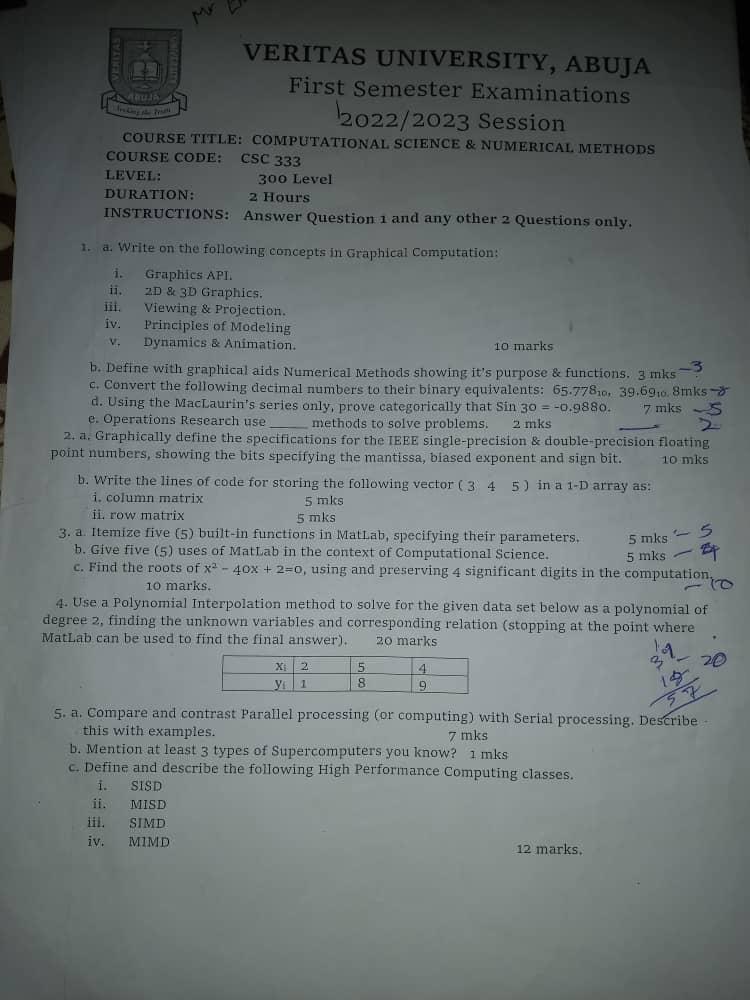 Mr
VERITAS UNIVERSITY
ABUJA
Seeking the Truth
VERITAS UNIVERSITY, ABUJA
First Semester Examinations
2022/2023 Session
COURSE TITLE: COMPUTATIONAL SCIENCE & NUMERICAL METHODS
COURSE CODE: CSC 333
LEVEL: 300 Level
DURATION: 2 Hours
INSTRUCTIONS: Answer Question 1 and any other 2 Questions only.
1. a. Write on the following concepts in Graphical Computation:
i. Graphics API.
ii. 2D & 3D Graphics.
iii. Viewing & Projection.
iv. Principles of Modeling
v. Dynamics & Animation. 10 marks
b. Define with graphical aids Numerical Methods showing it's purpose & functions. 3 mks – 3
c. Convert the following decimal numbers to their binary equivalents: 65.778₁₀, 39.69₁₀. 8mks – 8
d. Using the MacLaurin's series only, prove categorically that Sin 30 = -0.9880. 7 mks – 5
e. Operations Research use _____ methods to solve problems. 2 mks — 2
2. a. Graphically define the specifications for the IEEE single-precision & double-precision floating
point numbers, showing the bits specifying the mantissa, biased exponent and sign bit. 10 mks
b. Write the lines of code for storing the following vector ( 3 4 5 ) in a 1-D array as:
i. column matrix 5 mks
ii. row matrix 5 mks
3. a. Itemize five (5) built-in functions in MatLab, specifying their parameters. 5 mks – 5
b. Give five (5) uses of MatLab in the context of Computational Science. 5 mks – 4
c. Find the roots of x² – 40x + 2=0, using and preserving 4 significant digits in the computation.
10 marks. – 10
4. Use a Polynomial Interpolation method to solve for the given data set below as a polynomial of
degree 2, finding the unknown variables and corresponding relation (stopping at the point where
MatLab can be used to find the final answer). 20 marks
19
– 20
xᵢ 2 5 4
yᵢ 1 8 9
5. a. Compare and contrast Parallel processing (or computing) with Serial processing. Describe
this with examples. 7 mks
b. Mention at least 3 types of Supercomputers you know? 1 mks
c. Define and describe the following High Performance Computing classes.
i. SISD
ii. MISD
iii. SIMD
iv. MIMD 12 marks.